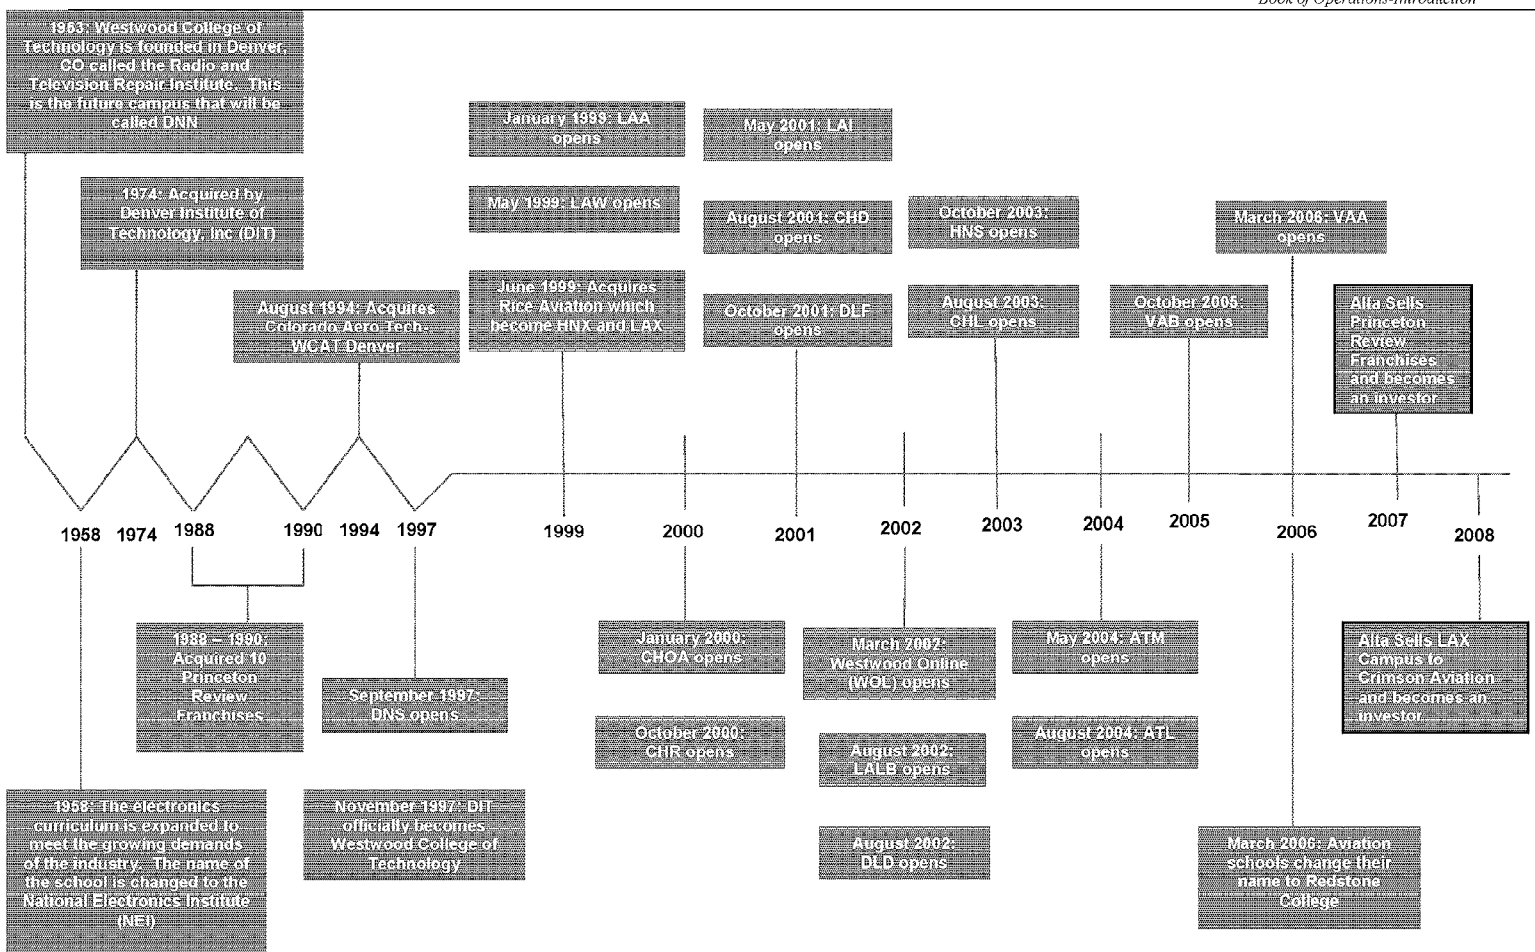 Book of Operations-Introduction
1953: Westwood College of
Technology is founded in Denver,
CO called the Radio and
Television Repair Institute. This
is the future campus that will be
called DNN
1974: Acquired by
Denver Institute of
Technology, Inc (DIT)
August 1994: Acquires
Colorado Aero Tech-
WCAT Denver
January 1999: LAA
opens
May 1999: LAW opens
June 1999: Acquires
Rice Aviation which
become HNX and LAX
May 2001: LAI
opens
August 2001: CHD
opens
October 2001: DLF
opens
October 2003:
HNS opens
August 2003:
CHL opens
October 2005:
VAB opens
March 2006: VAA
opens
Alta Sells
Princeton
Review
Franchises
and becomes
an investor
1958
1974
1988
1990
1994
1997
1999
2000
2001
2002
2003
2004
2005
2006
2007
2008
1988 – 1990:
Acquired 10
Princeton
Review
Franchises
September 1997:
DNS opens
1958: The electronics
curriculum is expanded to
meet the growing demands
of the industry. The name of
the school is changed to the
National Electronics Institute
(NEI)
November 1997: DIT
officially becomes
Westwood College of
Technology
January 2000:
CHOA opens
October 2000:
CHR opens
March 2002:
Westwood Online
(WOL) opens
August 2002:
LALB opens
August 2002:
DLD opens
May 2004: ATM
opens
August 2004: ATL
opens
March 2006: Aviation
schools change their
name to Redstone
College
Alta Sells LAX
Campus to
Crimson Aviation
and becomes an
investor